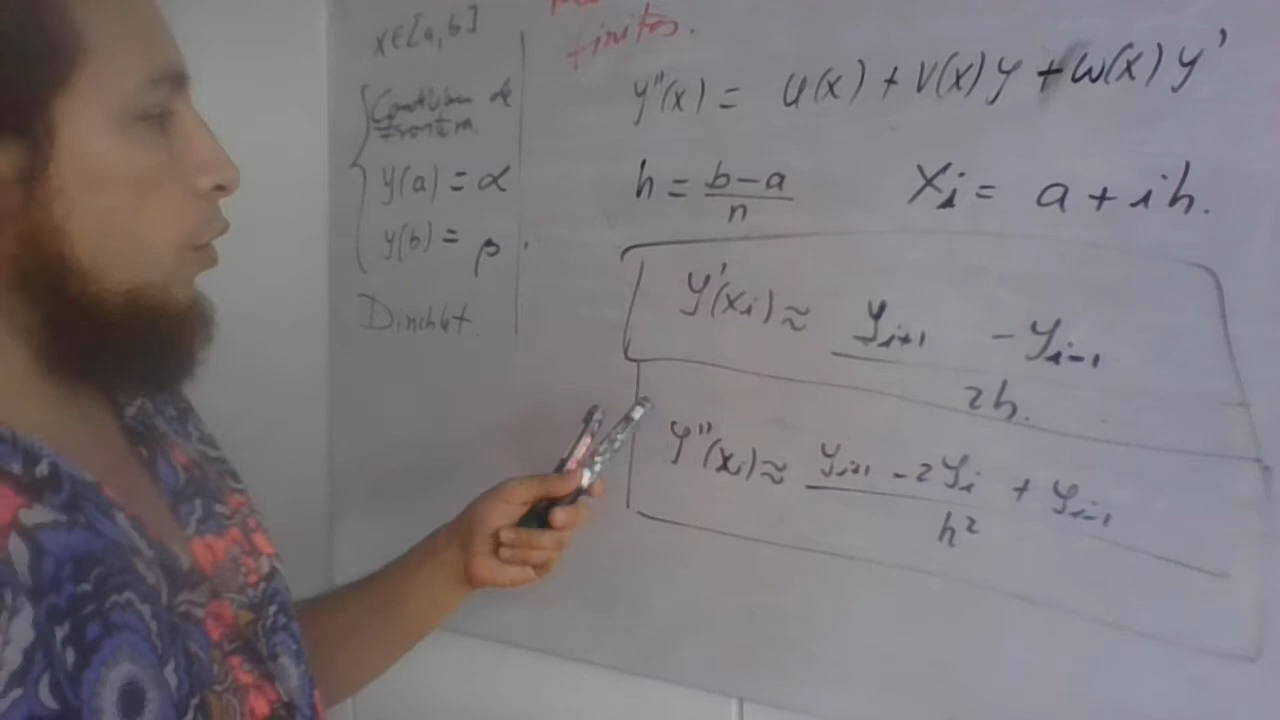 x∈[a,b]
Condición de
frontera
y(a) = α
y(b) = β.
Dirichlet.
finitos.
y''(x) = u(x) + v(x)y + w(x)y'
h = (b-a)/n
x_i = a + ih.
y'(x_i) ≈ (y_{i+1} - y_{i-1})/2h.
y''(x_i) ≈ (y_{i+1} - 2y_i + y_{i-1})/h²